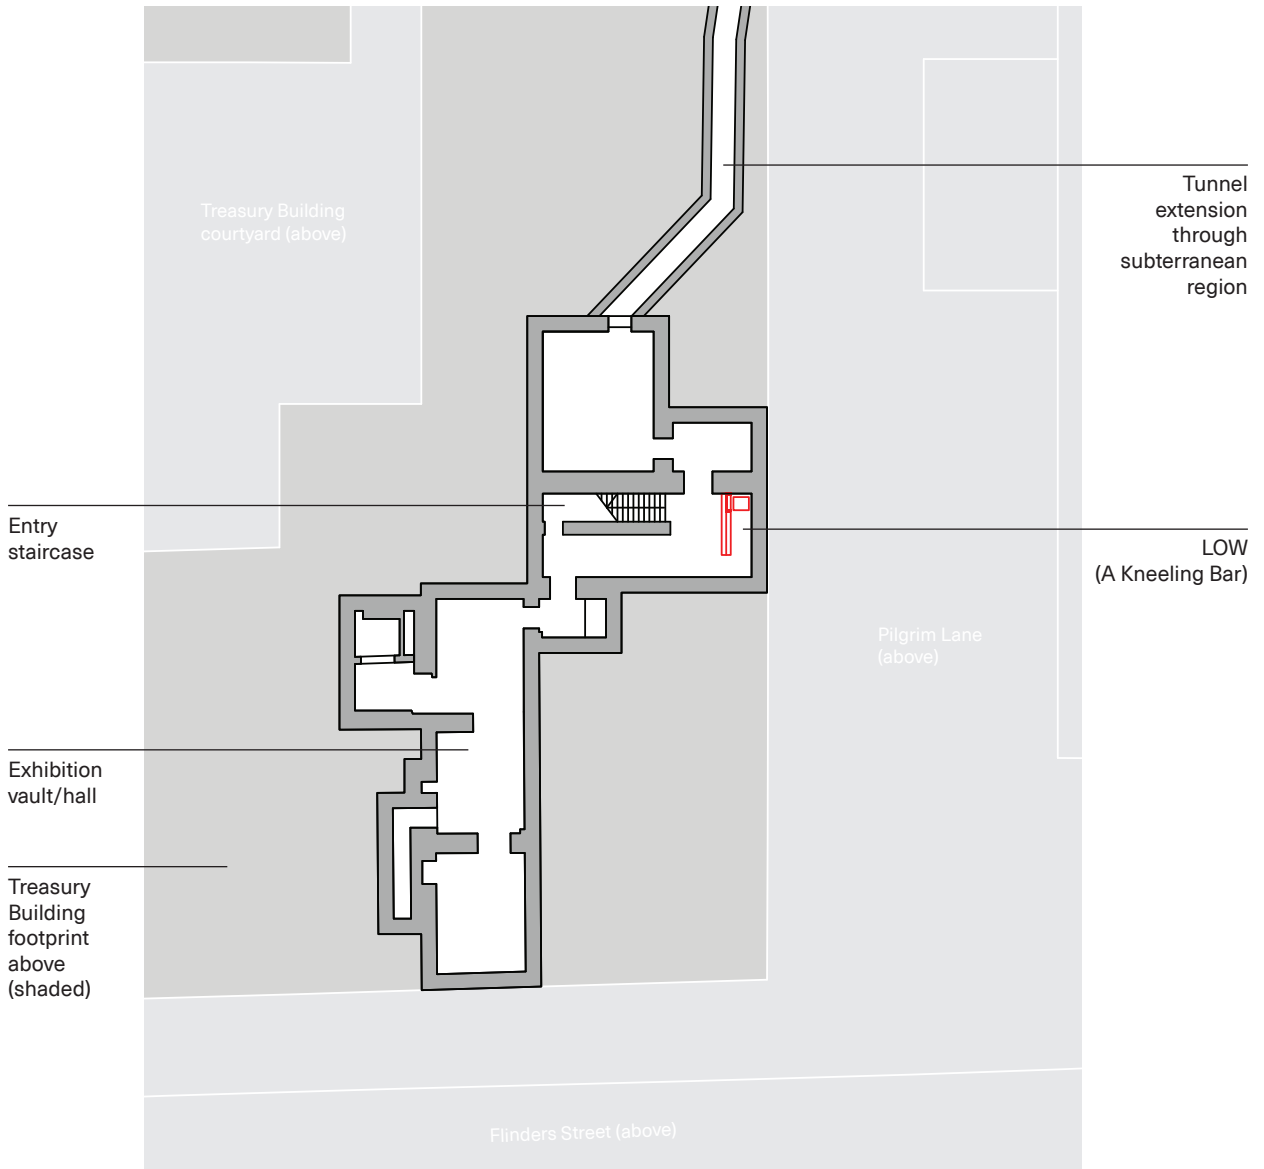 Treasury Building
courtyard (above)
Tunnel
extension
through
subterranean
region
Entry
staircase
LOW
(A Kneeling Bar)
Pilgrim Lane
(above)
Exhibition
vault/hall
Treasury
Building
footprint
above
(shaded)
Flinders Street (above)